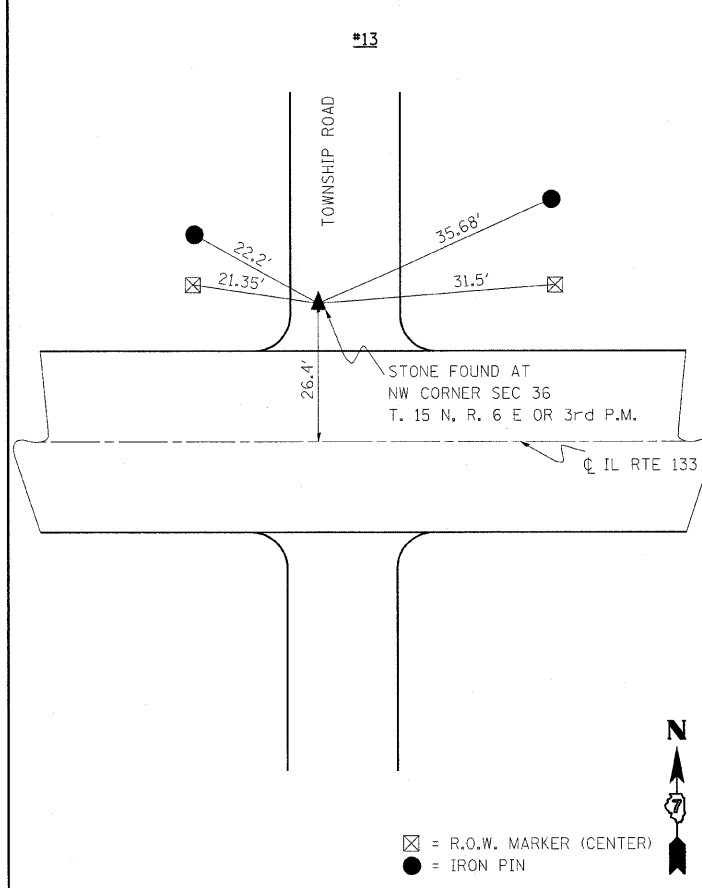 #13
TOWNSHIP ROAD
22.2'
35.68'
21.35'
31.5'
26.4'
STONE FOUND AT
NW CORNER SEC 36
T. 15 N, R. 6 E OR 3rd P.M.
℄ IL RTE 133
N
7
= R.O.W. MARKER (CENTER)
= IRON PIN